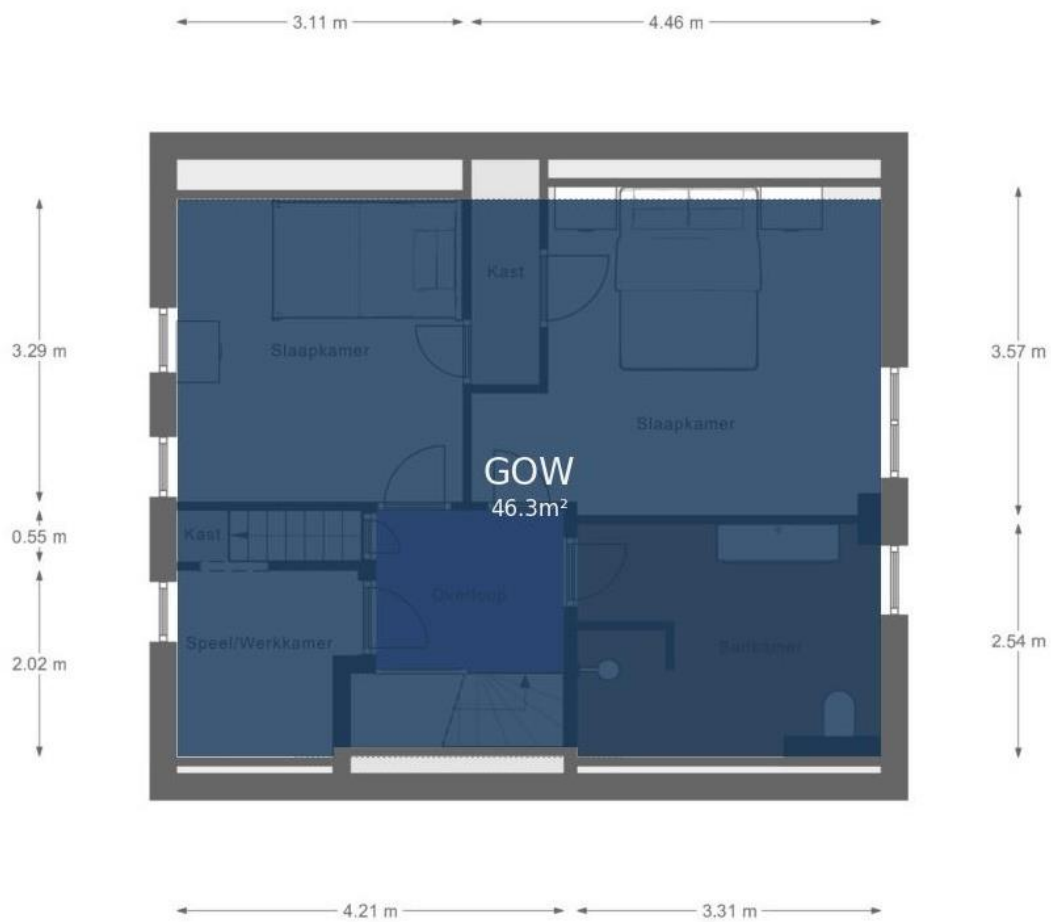 3.11 m
4.46 m
Kast
3.29 m
Slaapkamer
3.57 m
Slaapkamer
GOW
46.3m²
Kast
0.55 m
Overloop
Speel/Werkkamer
Badkamer
2.54 m
2.02 m
4.21 m
3.31 m